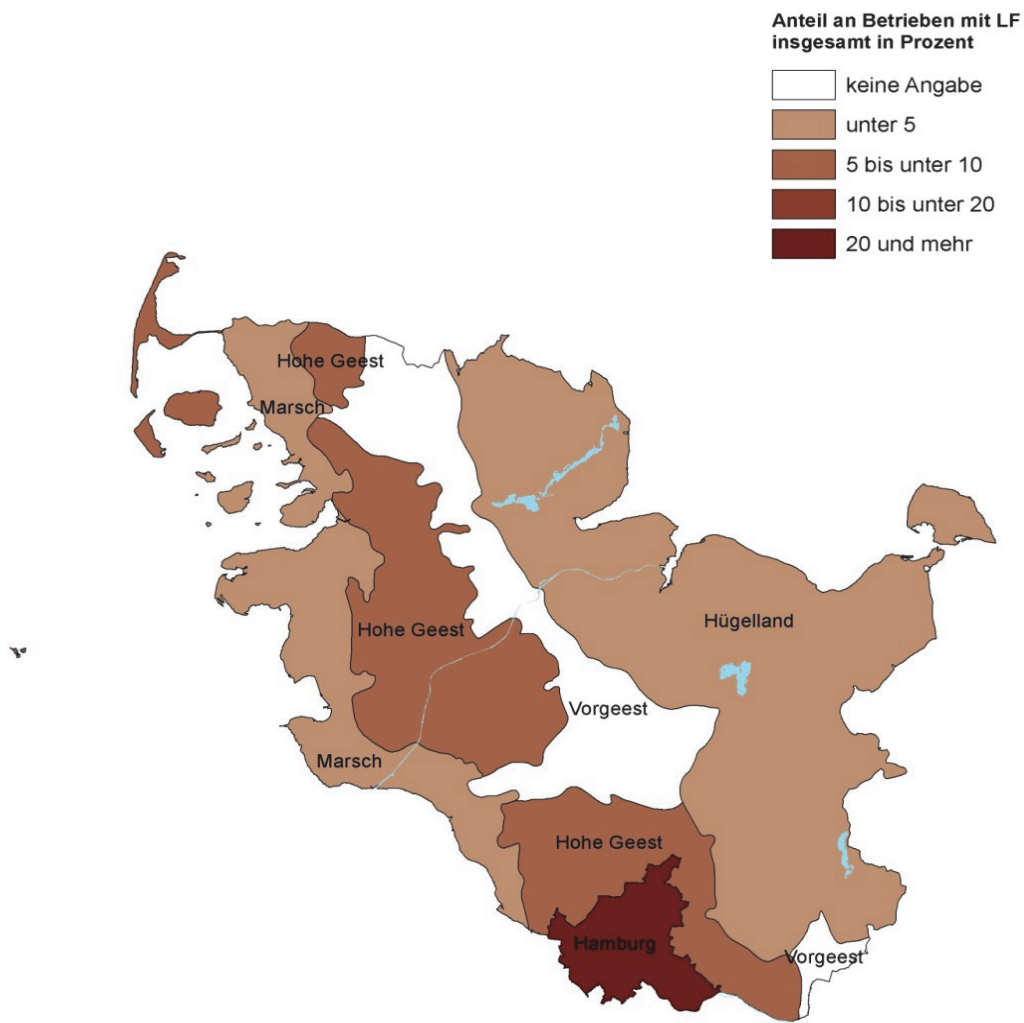 Anteil an Betrieben mit LF
insgesamt in Prozent
keine Angabe
unter 5
5 bis unter 10
10 bis unter 20
20 und mehr
Hohe Geest
Marsch
Hügelland
Hohe Geest
Vorgeest
Marsch
Hohe Geest
Hamburg
Vorgeest